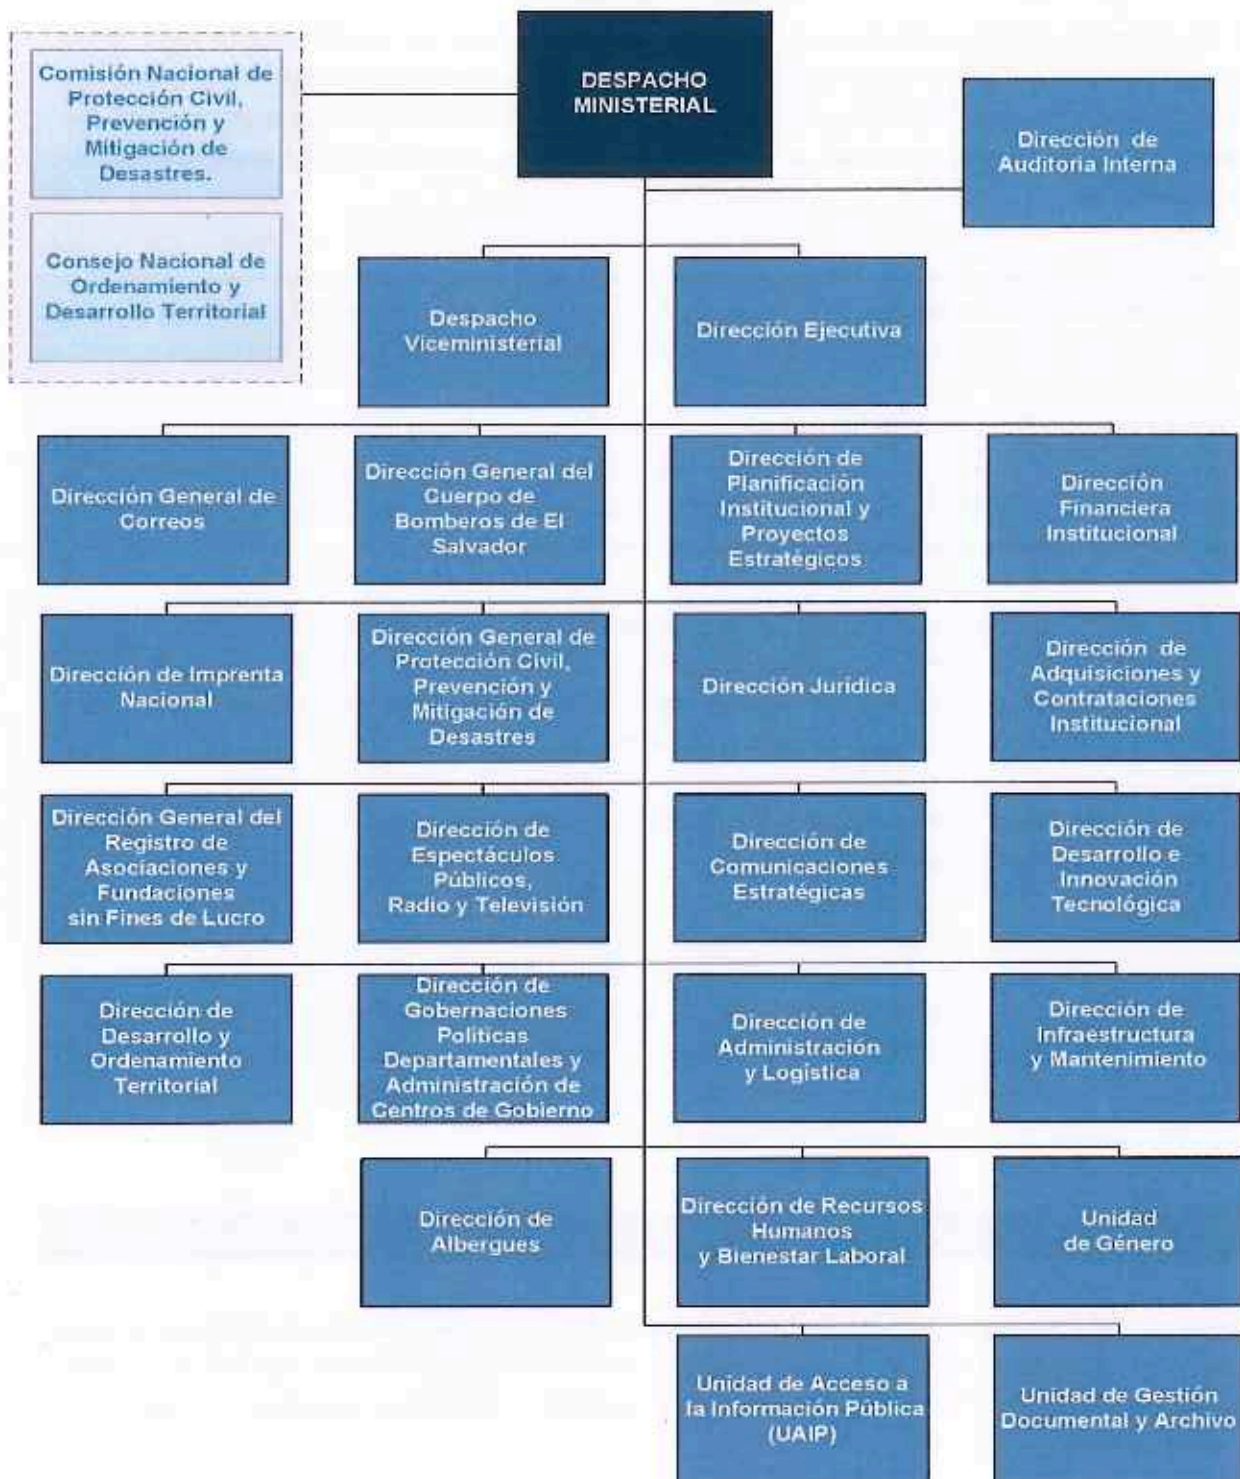 Comisión Nacional de
Protección Civil,
Prevención y
Mitigación de
Desastres.
Consejo Nacional de
Ordenamiento y
Desarrollo Territorial
DESPACHO
MINISTERIAL
Dirección de
Auditoria Interna
Despacho
Viceministerial
Dirección Ejecutiva
Dirección General de
Correos
Dirección General del
Cuerpo de
Bomberos de El
Salvador
Dirección de
Planificación
Institucional y
Proyectos
Estratégicos
Dirección
Financiera
Institucional
Dirección de Imprenta
Nacional
Dirección General de
Protección Civil,
Prevención y
Mitigación de
Desastres
Dirección Jurídica
Dirección de
Adquisiciones y
Contrataciones
Institucional
Dirección General del
Registro de
Asociaciones y
Fundaciones
sin Fines de Lucro
Dirección de
Espectáculos
Públicos,
Radio y Televisión
Dirección de
Comunicaciones
Estratégicas
Dirección de
Desarrollo e
Innovación
Tecnológica
Dirección de
Desarrollo y
Ordenamiento
Territorial
Dirección de
Gobernaciones
Políticas
Departamentales y
Administración de
Centros de Gobierno
Dirección de
Administración
y Logística
Dirección de
Infraestructura
y Mantenimiento
Dirección de
Albergues
Dirección de Recursos
Humanos
y Bienestar Laboral
Unidad
de Género
Unidad de Acceso a
la Información Pública
(UAIP)
Unidad de Gestión
Documental y Archivo